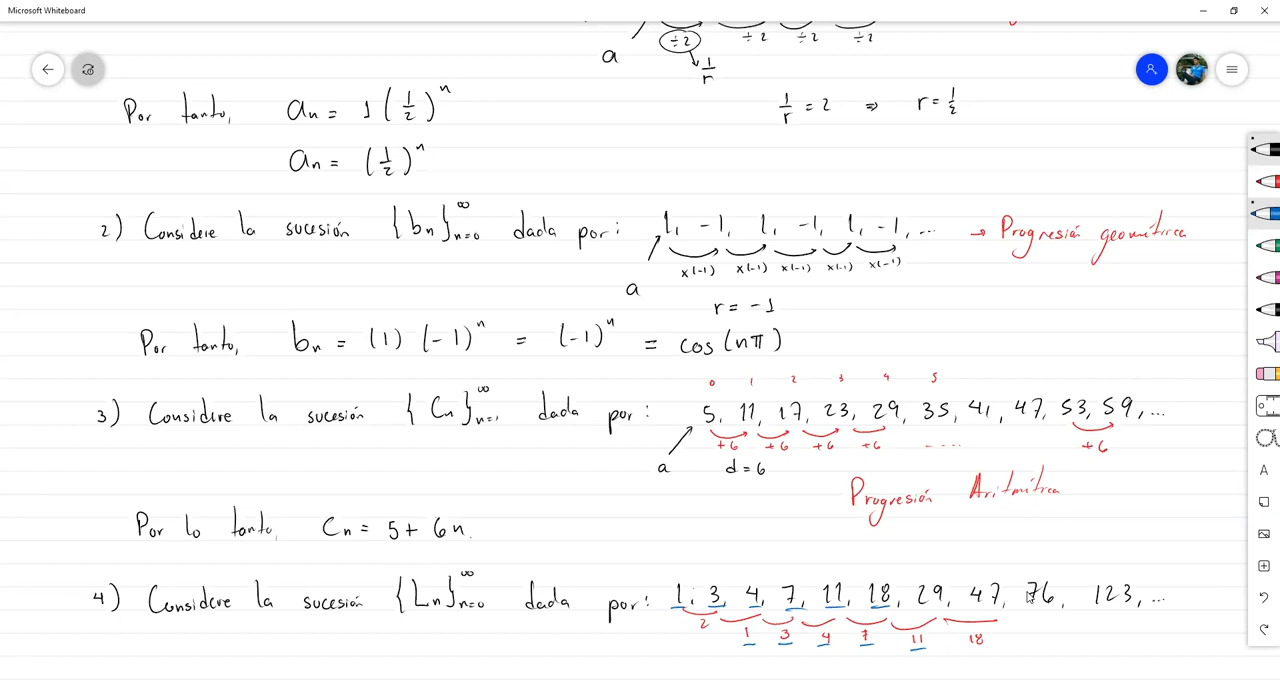 Microsoft Whiteboard
÷2 ÷2 ÷2 ÷2
a
1/r
Por tanto, an = 1(1/2)^n
1/r = 2 ⇒ r = 1/2
an = (1/2)^n
2) Considere la sucesión {bn}_{n=0}^∞ dada por: 1, -1, 1, -1, 1, -1, ... → Progresión geométrica
x(-1) x(-1) x(-1) x(-1) x(-1)
a
r = -1
Por tanto, bn = (1)(-1)^n = (-1)^n = cos(nπ)
0 1 2 3 4 5
3) Considere la sucesión {Cn}_{n=}^∞ dada por: 5, 11, 17, 23, 29, 35, 41, 47, 53, 59, ...
+6 +6 +6 +6 ..... +6
a d = 6
Progresión Aritmítica
Por lo tanto, Cn = 5 + 6n.
4) Considere la sucesión {Ln}_{n=0}^∞ dada por: 1, 3, 4, 7, 11, 18, 29, 47, 76, 123, ...
2 1 3 4 7 11 18
A